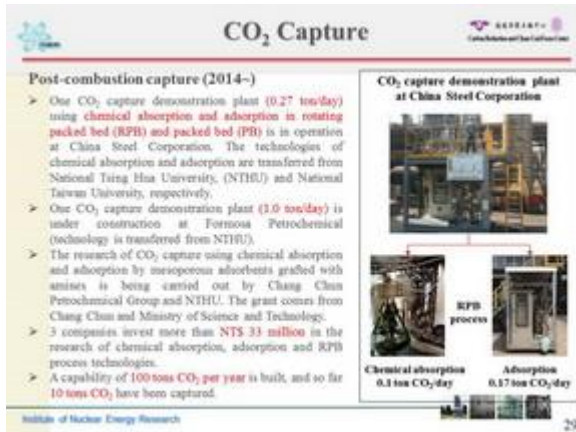 CO₂ Capture
Post-combustion capture (2014~)
➤ One CO₂ capture demonstration plant (0.27 ton/day)
using chemical absorption and adsorption in rotating
packed bed (RPB) and packed bed (PB) is in operation
at China Steel Corporation. The technologies of
chemical absorption and adsorption are transferred from
National Tsing Hua University, (NTHU) and National
Taiwan University, respectively.
➤ One CO₂ capture demonstration plant (1.0 ton/day) is
under construction at Formosa Petrochemical
(technology is transferred from NTHU).
➤ The research of CO₂ capture using chemical absorption
and adsorption by mesoporous adsorbents grafted with
amines is being carried out by Chang Chun
Petrochemical Group and NTHU. The grant comes from
Chang Chun and Ministry of Science and Technology.
➤ 3 companies invest more than NT$ 33 million in the
research of chemical absorption, adsorption and RPB
process technologies.
➤ A capability of 100 tons CO₂ per year is built, and so far
10 tons CO₂ have been captured.
CO₂ capture demonstration plant
at China Steel Corporation
RPB
process
Chemical absorption
0.1 ton CO₂/day
Adsorption
0.17 ton CO₂/day
Institute of Nuclear Energy Research
29